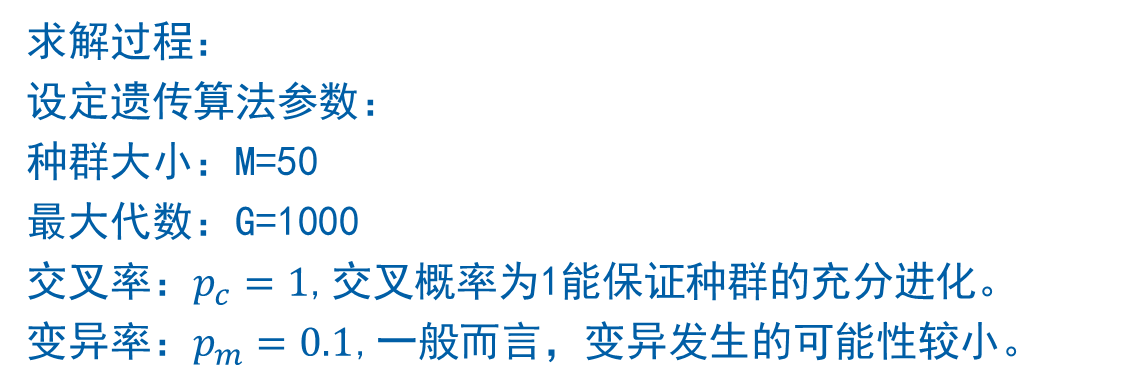 求解过程：
设定遗传算法参数：
种群大小：M=50
最大代数：G=1000
交叉率：$p_c = 1$,交叉概率为1能保证种群的充分进化。
变异率：$p_m = 0.1$,一般而言，变异发生的可能性较小。